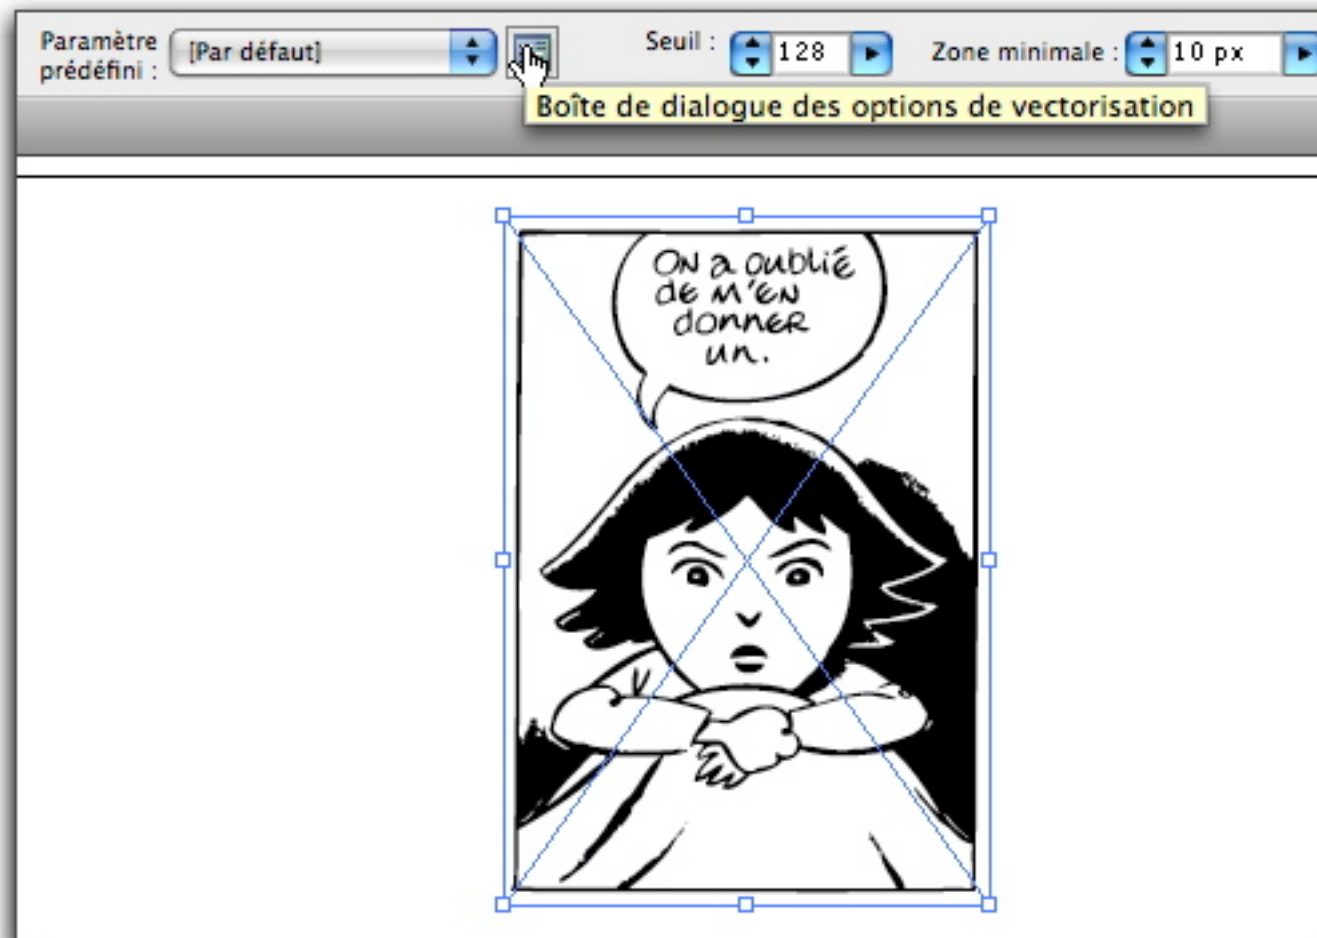 Paramètre
prédéfini :
[Par défaut]
Seuil :
128
Zone minimale :
10 px
Boîte de dialogue des options de vectorisation
ON a oublié
de m'en
donner
un.